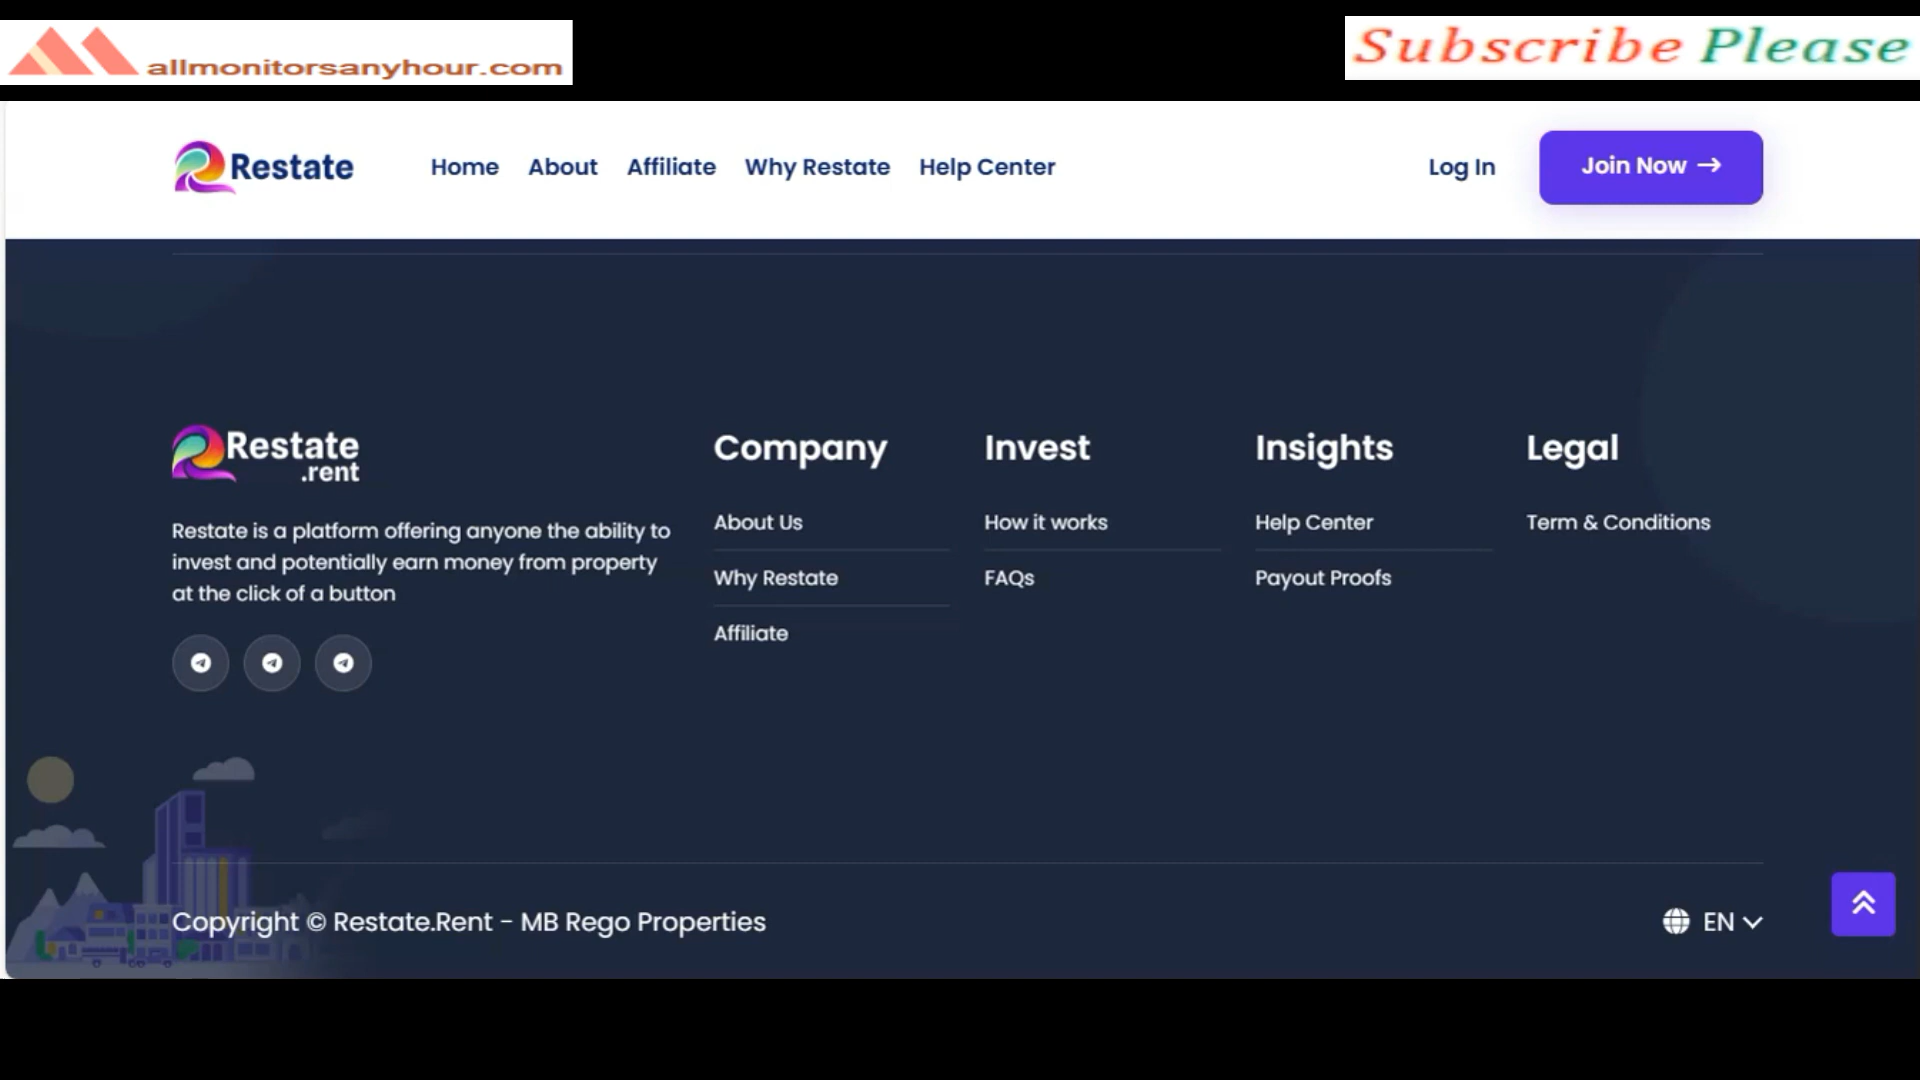 allmonitorsanyhour.com
Subscribe Please
Restate
Home About Affiliate Why Restate Help Center
Log In
Join Now →
Restate
.rent
Restate is a platform offering anyone the ability to
invest and potentially earn money from property
at the click of a button
Company
About Us
Why Restate
Affiliate
Invest
How it works
FAQs
Insights
Help Center
Payout Proofs
Legal
Term & Conditions
Copyright © Restate.Rent - MB Rego Properties
EN